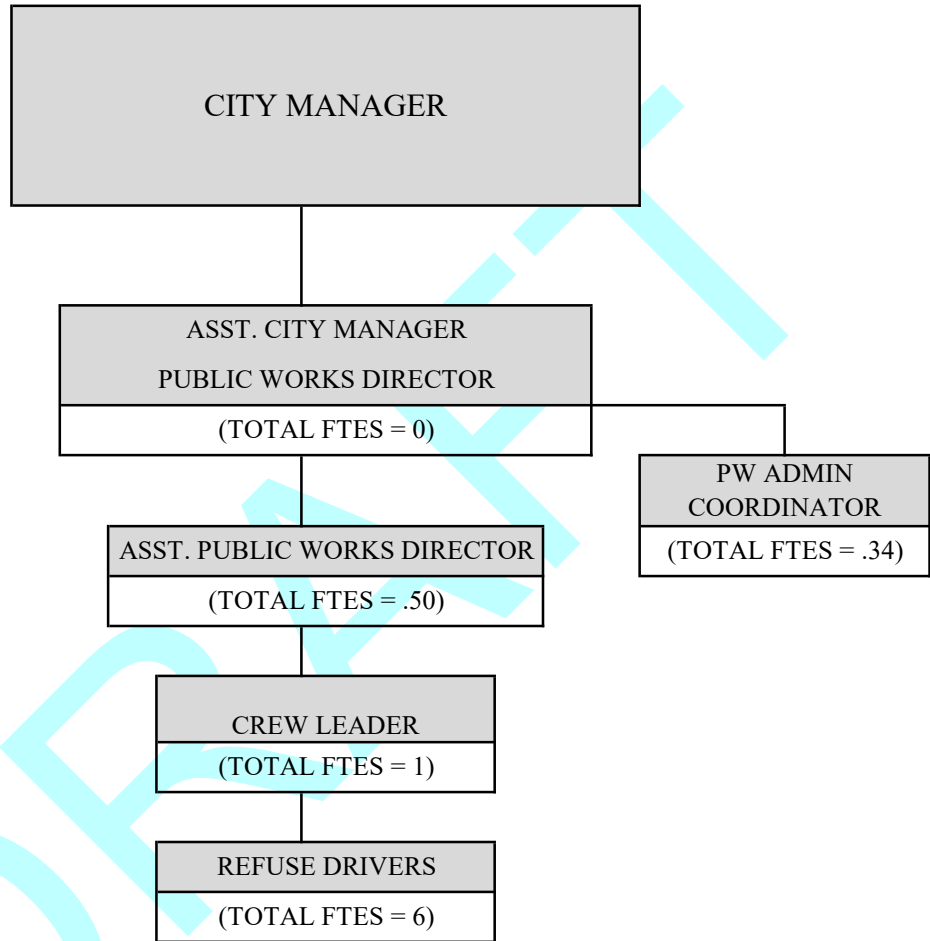 CITY MANAGER
ASST. CITY MANAGER
PUBLIC WORKS DIRECTOR
(TOTAL FTES = 0)
PW ADMIN
COORDINATOR
(TOTAL FTES = .34)
ASST. PUBLIC WORKS DIRECTOR
(TOTAL FTES = .50)
CREW LEADER
(TOTAL FTES = 1)
REFUSE DRIVERS
(TOTAL FTES = 6)
DRAFT